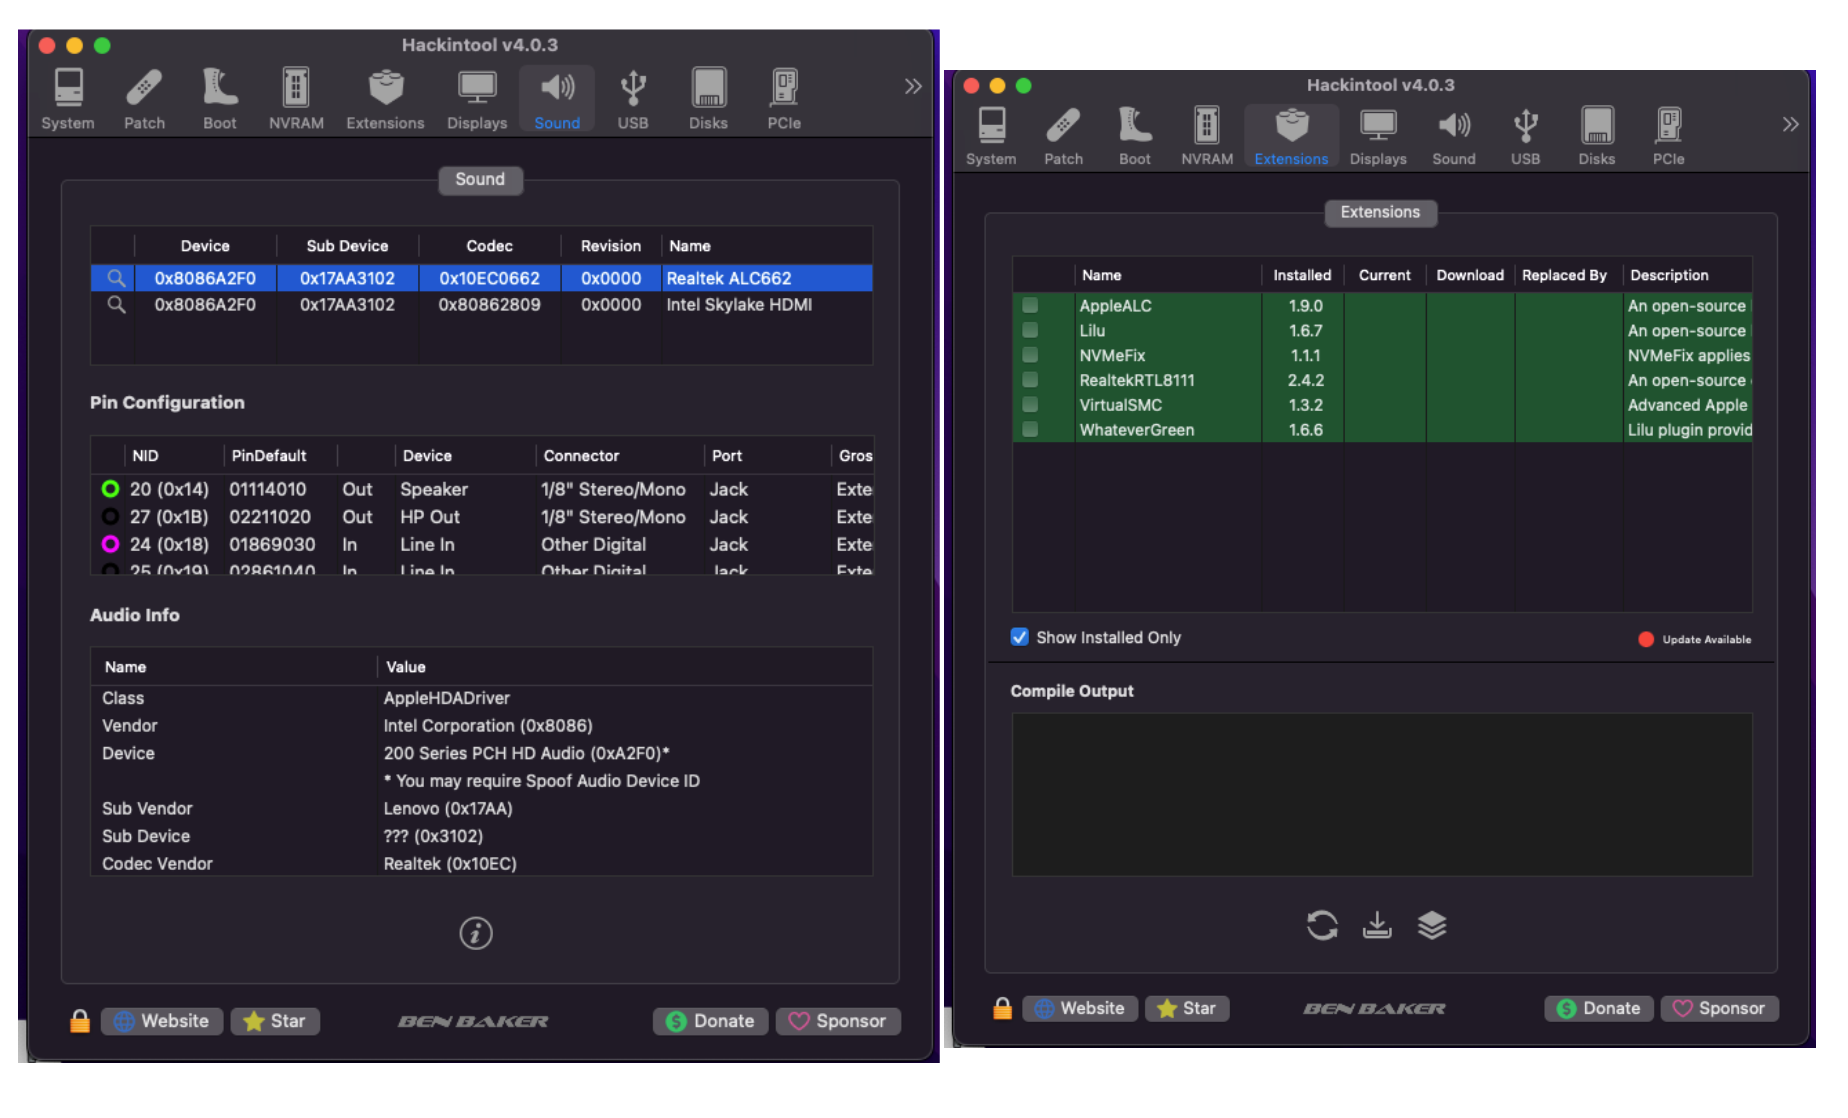 Hackintool v4.0.3
System Patch Boot NVRAM Extensions Displays Sound USB Disks PCIe
Sound
Device Sub Device Codec Revision Name
0x8086A2F0 0x17AA3102 0x10EC0662 0x0000 Realtek ALC662
0x8086A2F0 0x17AA3102 0x80862809 0x0000 Intel Skylake HDMI
Pin Configuration
NID PinDefault Device Connector Port Gros
20 (0x14) 01114010 Out Speaker 1/8" Stereo/Mono Jack Exte
27 (0x1B) 02211020 Out HP Out 1/8" Stereo/Mono Jack Exte
24 (0x18) 01869030 In Line In Other Digital Jack Exte
25 (0x19) 02861040 In Line In Other Digital Jack Exte
Audio Info
Name Value
Class AppleHDADriver
Vendor Intel Corporation (0x8086)
Device 200 Series PCH HD Audio (0xA2F0)*
* You may require Spoof Audio Device ID
Sub Vendor Lenovo (0x17AA)
Sub Device ??? (0x3102)
Codec Vendor Realtek (0x10EC)
Website Star BEN BAKER Donate Sponsor
Hackintool v4.0.3
System Patch Boot NVRAM Extensions Displays Sound USB Disks PCIe
Extensions
Name Installed Current Download Replaced By Description
AppleALC 1.9.0 An open-source
Lilu 1.6.7 An open-source
NVMeFix 1.1.1 NVMeFix applies
RealtekRTL8111 2.4.2 An open-source
VirtualSMC 1.3.2 Advanced Apple
WhateverGreen 1.6.6 Lilu plugin provid
Show Installed Only Update Available
Compile Output
Website Star BEN BAKER Donate Sponsor